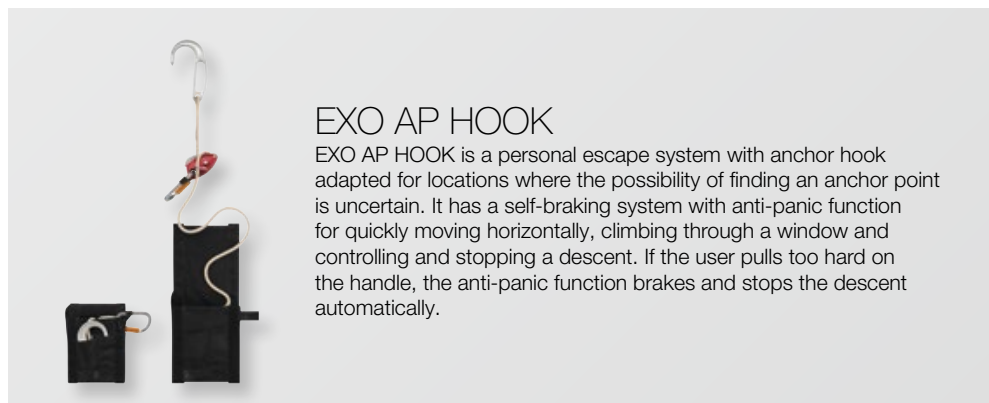 EXO AP HOOK
EXO AP HOOK is a personal escape system with anchor hook
adapted for locations where the possibility of finding an anchor point
is uncertain. It has a self-braking system with anti-panic function
for quickly moving horizontally, climbing through a window and
controlling and stopping a descent. If the user pulls too hard on
the handle, the anti-panic function brakes and stops the descent
automatically.